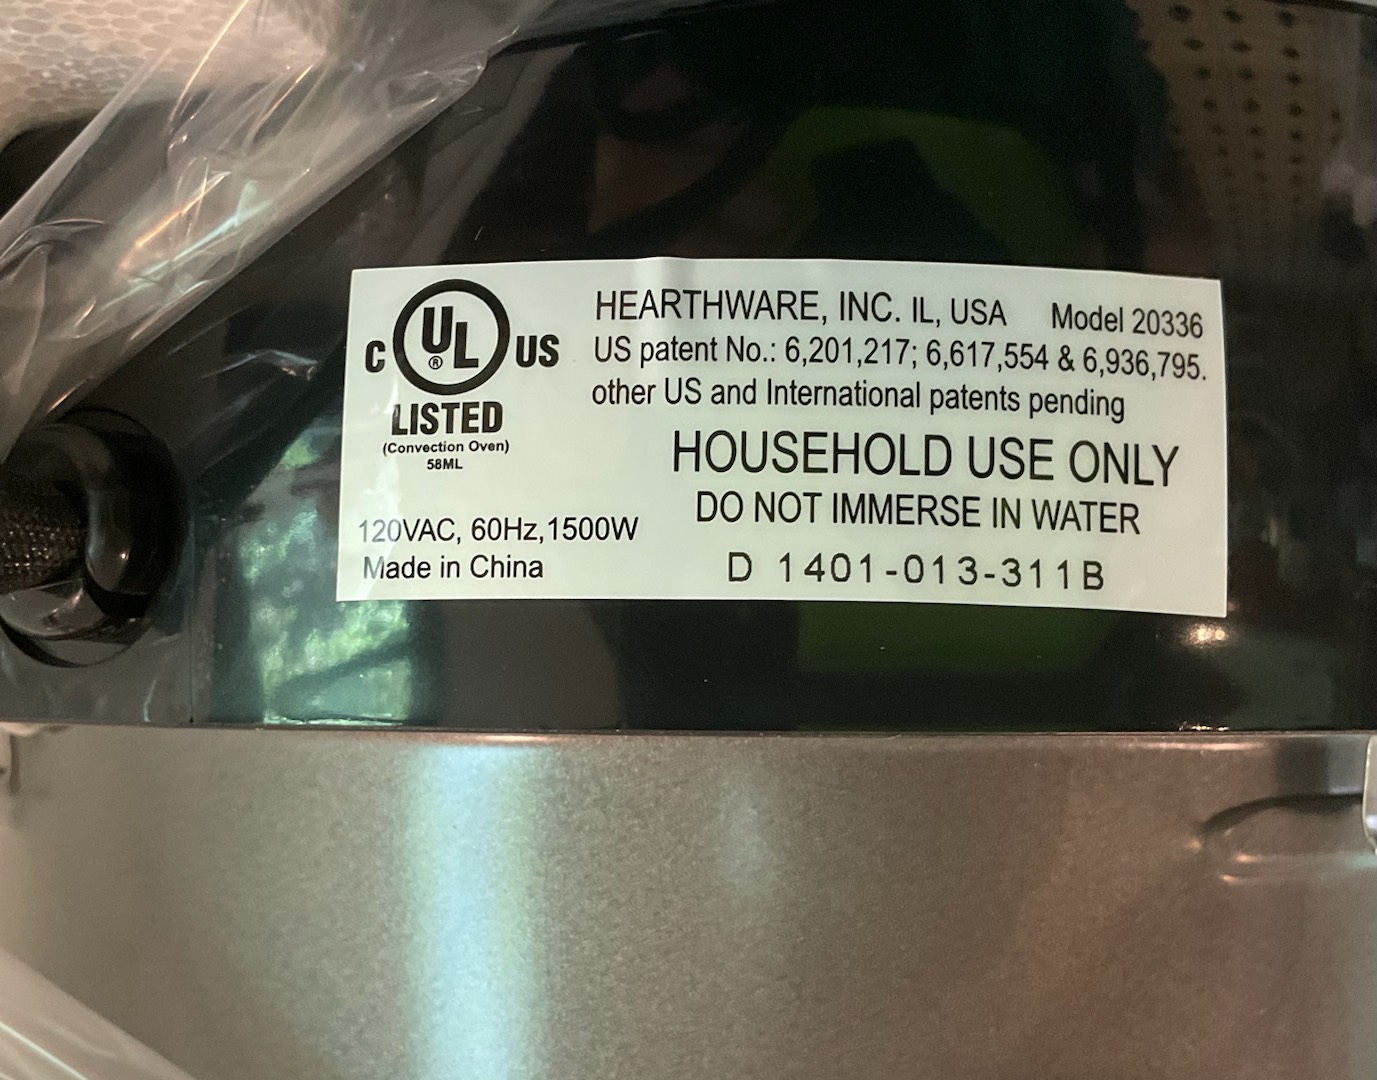 C UL ® US
LISTED
(Convection Oven)
58ML
120VAC, 60Hz,1500W
Made in China
HEARTHWARE, INC. IL, USA Model 20336
US patent No.: 6,201,217; 6,617,554 & 6,936,795.
other US and International patents pending
HOUSEHOLD USE ONLY
DO NOT IMMERSE IN WATER
D 1401-013-311B